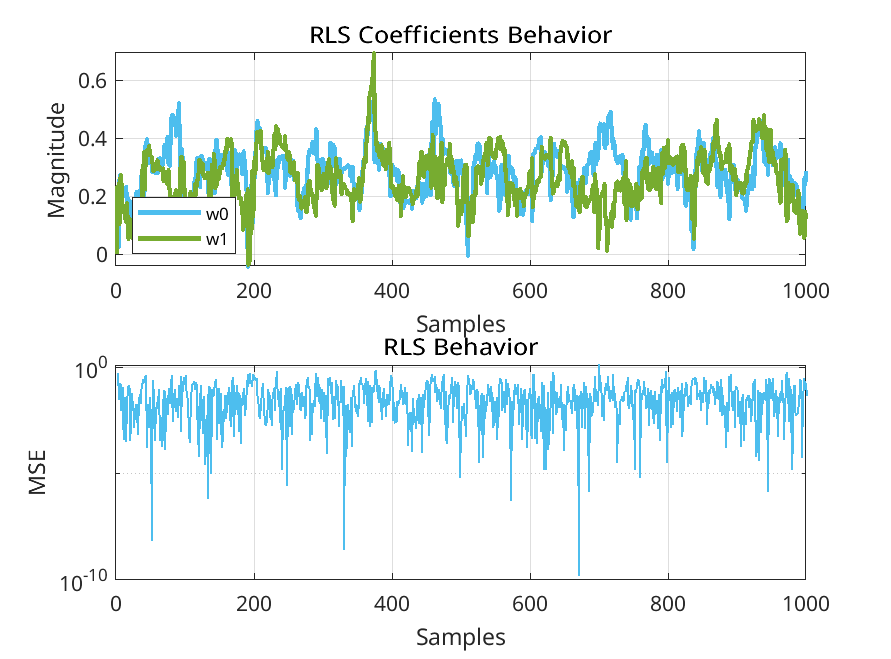 RLS Coefficients Behavior
Magnitude
0.6
0.4
0.2
0
w0
w1
0 200 400 600 800 1000
Samples
RLS Behavior
MSE
10^0
10^-10
0 200 400 600 800 1000
Samples